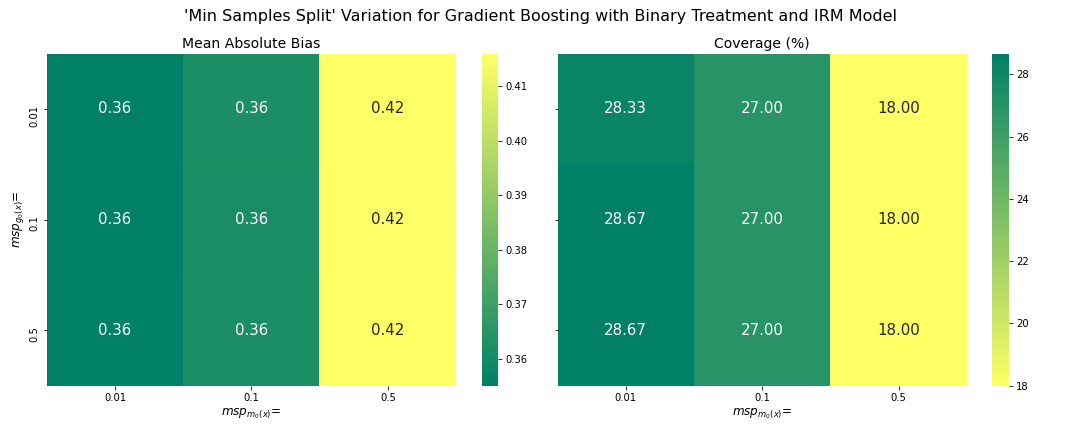 'Min Samples Split' Variation for Gradient Boosting with Binary Treatment and IRM Model
Mean Absolute Bias
0.36 0.36 0.42
0.36 0.36 0.42
0.36 0.36 0.42
0.01
0.1
0.5
msp_{g_0(x)}=
0.01 0.1 0.5
msp_{m_0(x)}=
0.41
0.40
0.39
0.38
0.37
0.36
Coverage (%)
28.33 27.00 18.00
28.67 27.00 18.00
28.67 27.00 18.00
0.01 0.1 0.5
msp_{m_0(x)}=
28
26
24
22
20
18